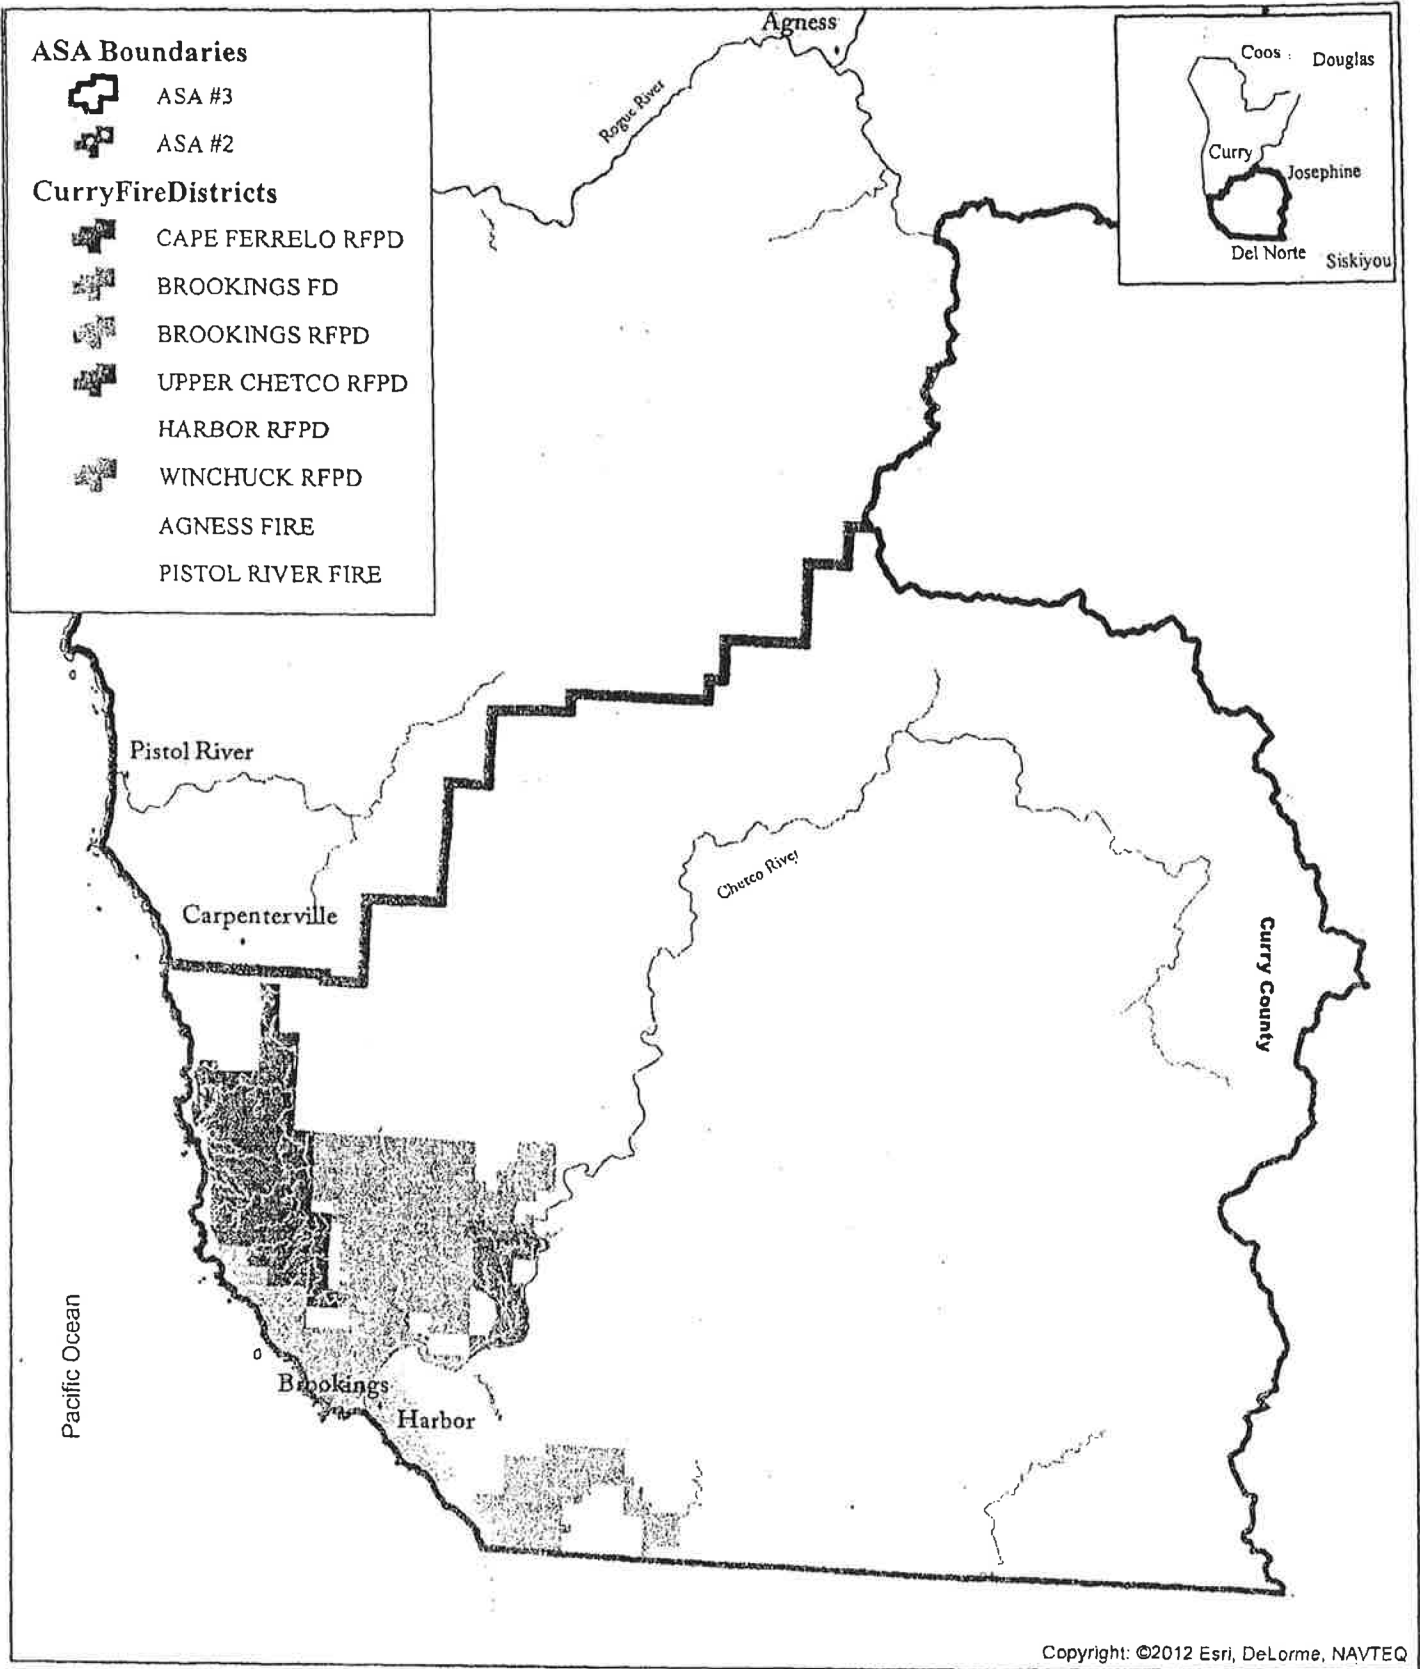 ASA Boundaries
ASA #3
ASA #2
CurryFireDistricts
CAPE FERRELO RFPD
BROOKINGS FD
BROOKINGS RFPD
UPPER CHETCO RFPD
HARBOR RFPD
WINCHUCK RFPD
AGNESS FIRE
PISTOL RIVER FIRE
Agness
Rogue River
Coos
Douglas
Curry
Josephine
Del Norte
Siskiyou
Pistol River
Chetco River
Carpenterville
Curry County
Pacific Ocean
Brookings
Harbor
Copyright: ©2012 Esri, DeLorme, NAVTEQ